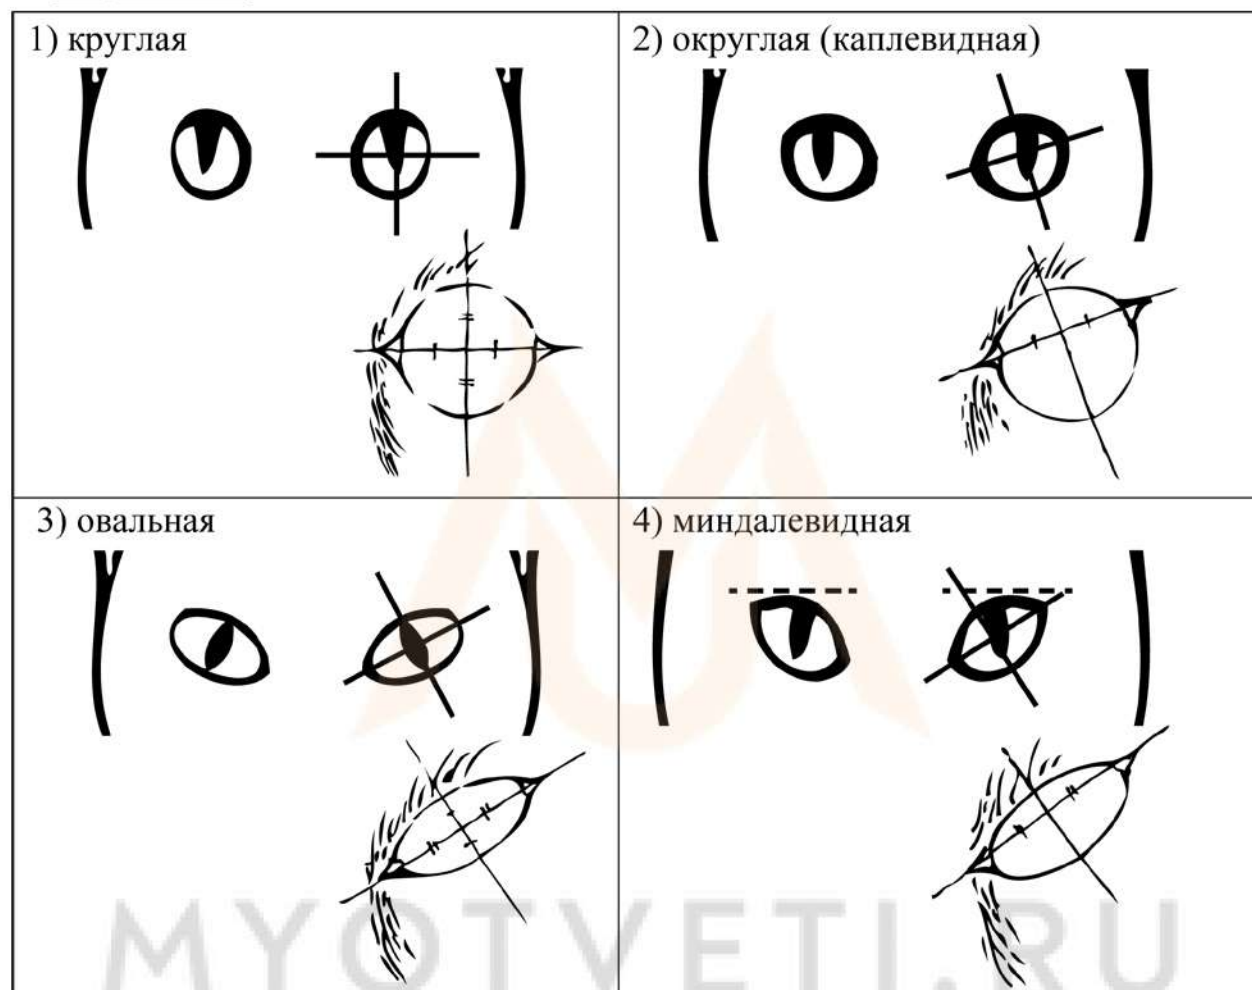 1) круглая
2) округлая (каплевидная)
3) овальная
4) миндалевидная
MYOTVETI.RU